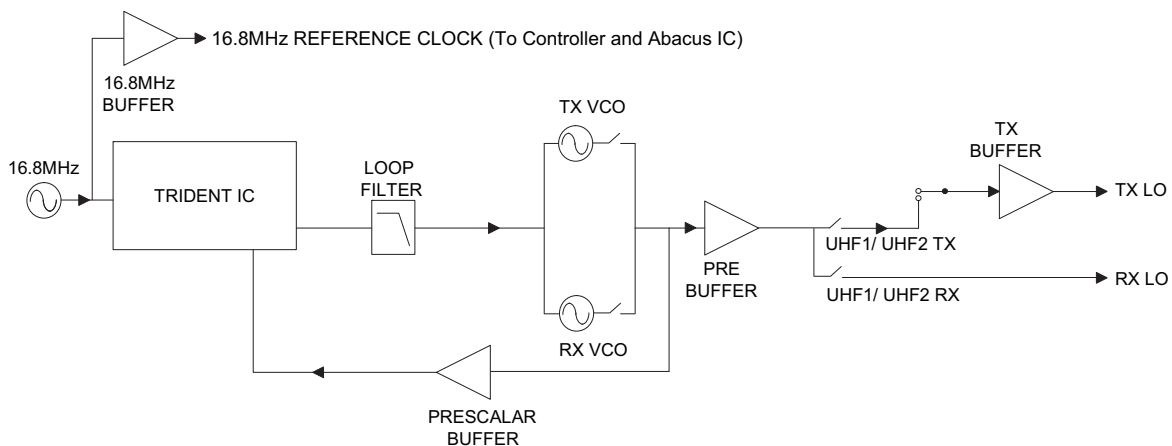 16.8MHz REFERENCE CLOCK (To Controller and Abacus IC)
16.8MHz
BUFFER
16.8MHz
TRIDENT IC
LOOP
FILTER
TX VCO
RX VCO
PRE
BUFFER
PRESCALAR
BUFFER
UHF1/ UHF2 TX
UHF1/ UHF2 RX
TX
BUFFER
TX LO
RX LO